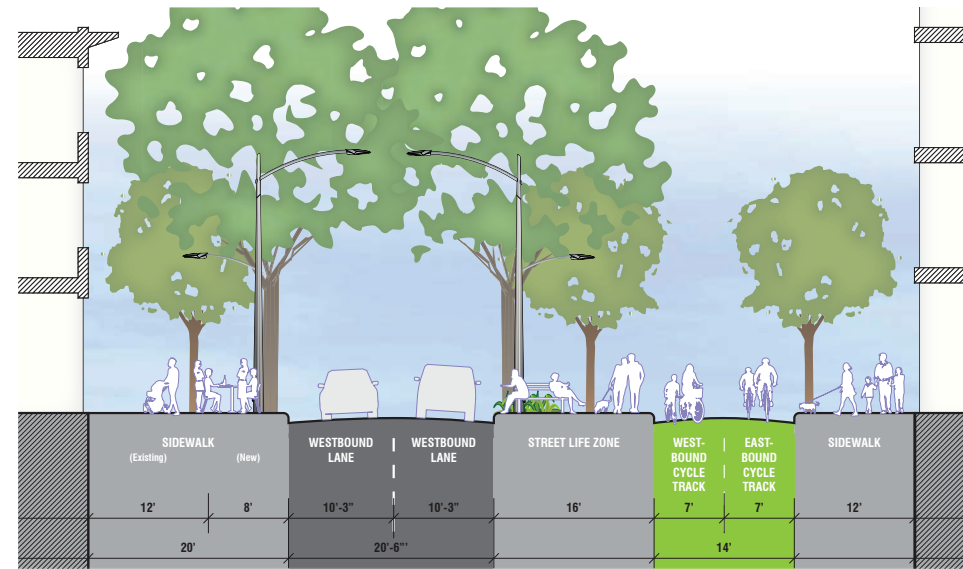 SIDEWALK
(Existing) (New)
WESTBOUND
LANE
WESTBOUND
LANE
STREET LIFE ZONE
WEST-
BOUND
CYCLE
TRACK
EAST-
BOUND
CYCLE
TRACK
SIDEWALK
12' 8' 10'-3" 10'-3" 16' 7' 7' 12'
20' 20'-6"' 14'